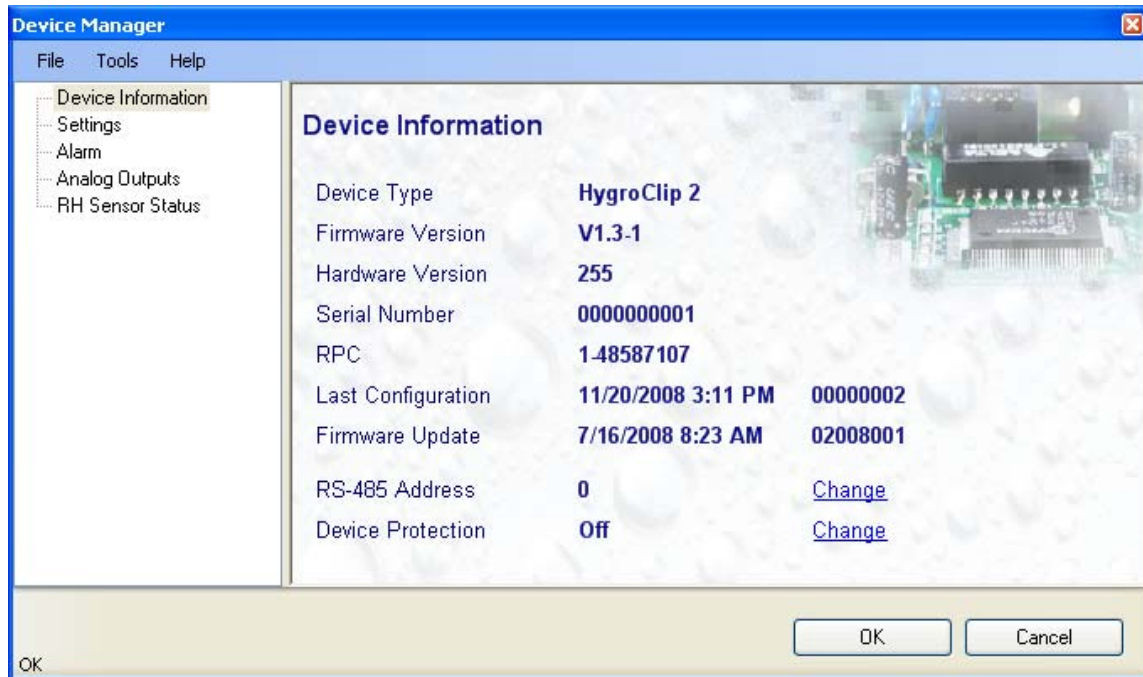 Device Manager
File Tools Help
Device Information
Settings
Alarm
Analog Outputs
RH Sensor Status
Device Information
Device Type HygroClip 2
Firmware Version V1.3-1
Hardware Version 255
Serial Number 0000000001
RPC 1-48587107
Last Configuration 11/20/2008 3:11 PM 00000002
Firmware Update 7/16/2008 8:23 AM 02008001
RS-485 Address 0 Change
Device Protection Off Change
OK Cancel
OK